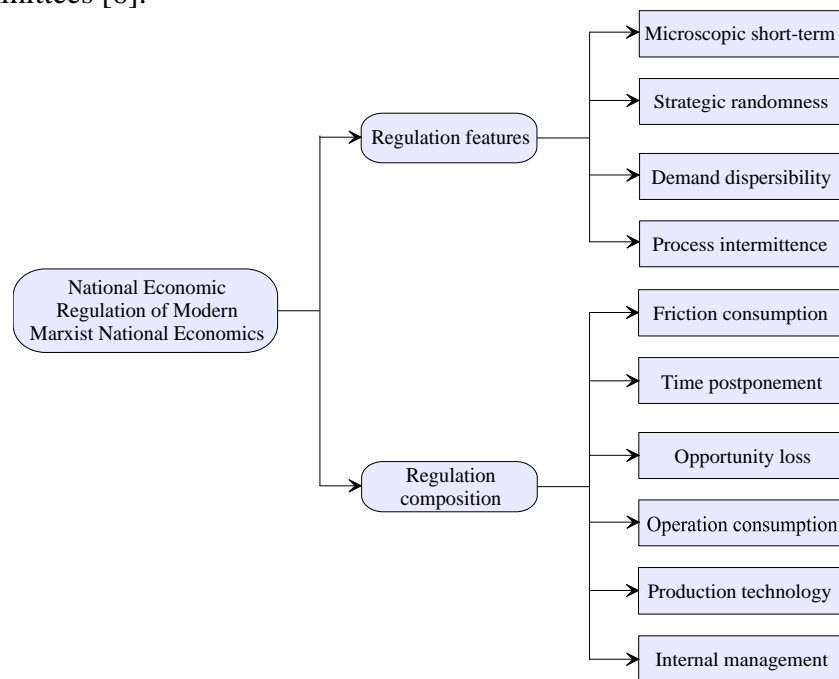 mittees [6].
Microscopic short-term
Strategic randomness
Regulation features
Demand dispersibility
Process intermittence
National Economic
Regulation of Modern
Marxist National Economics
Friction consumption
Time postponement
Opportunity loss
Regulation
composition
Operation consumption
Production technology
Internal management